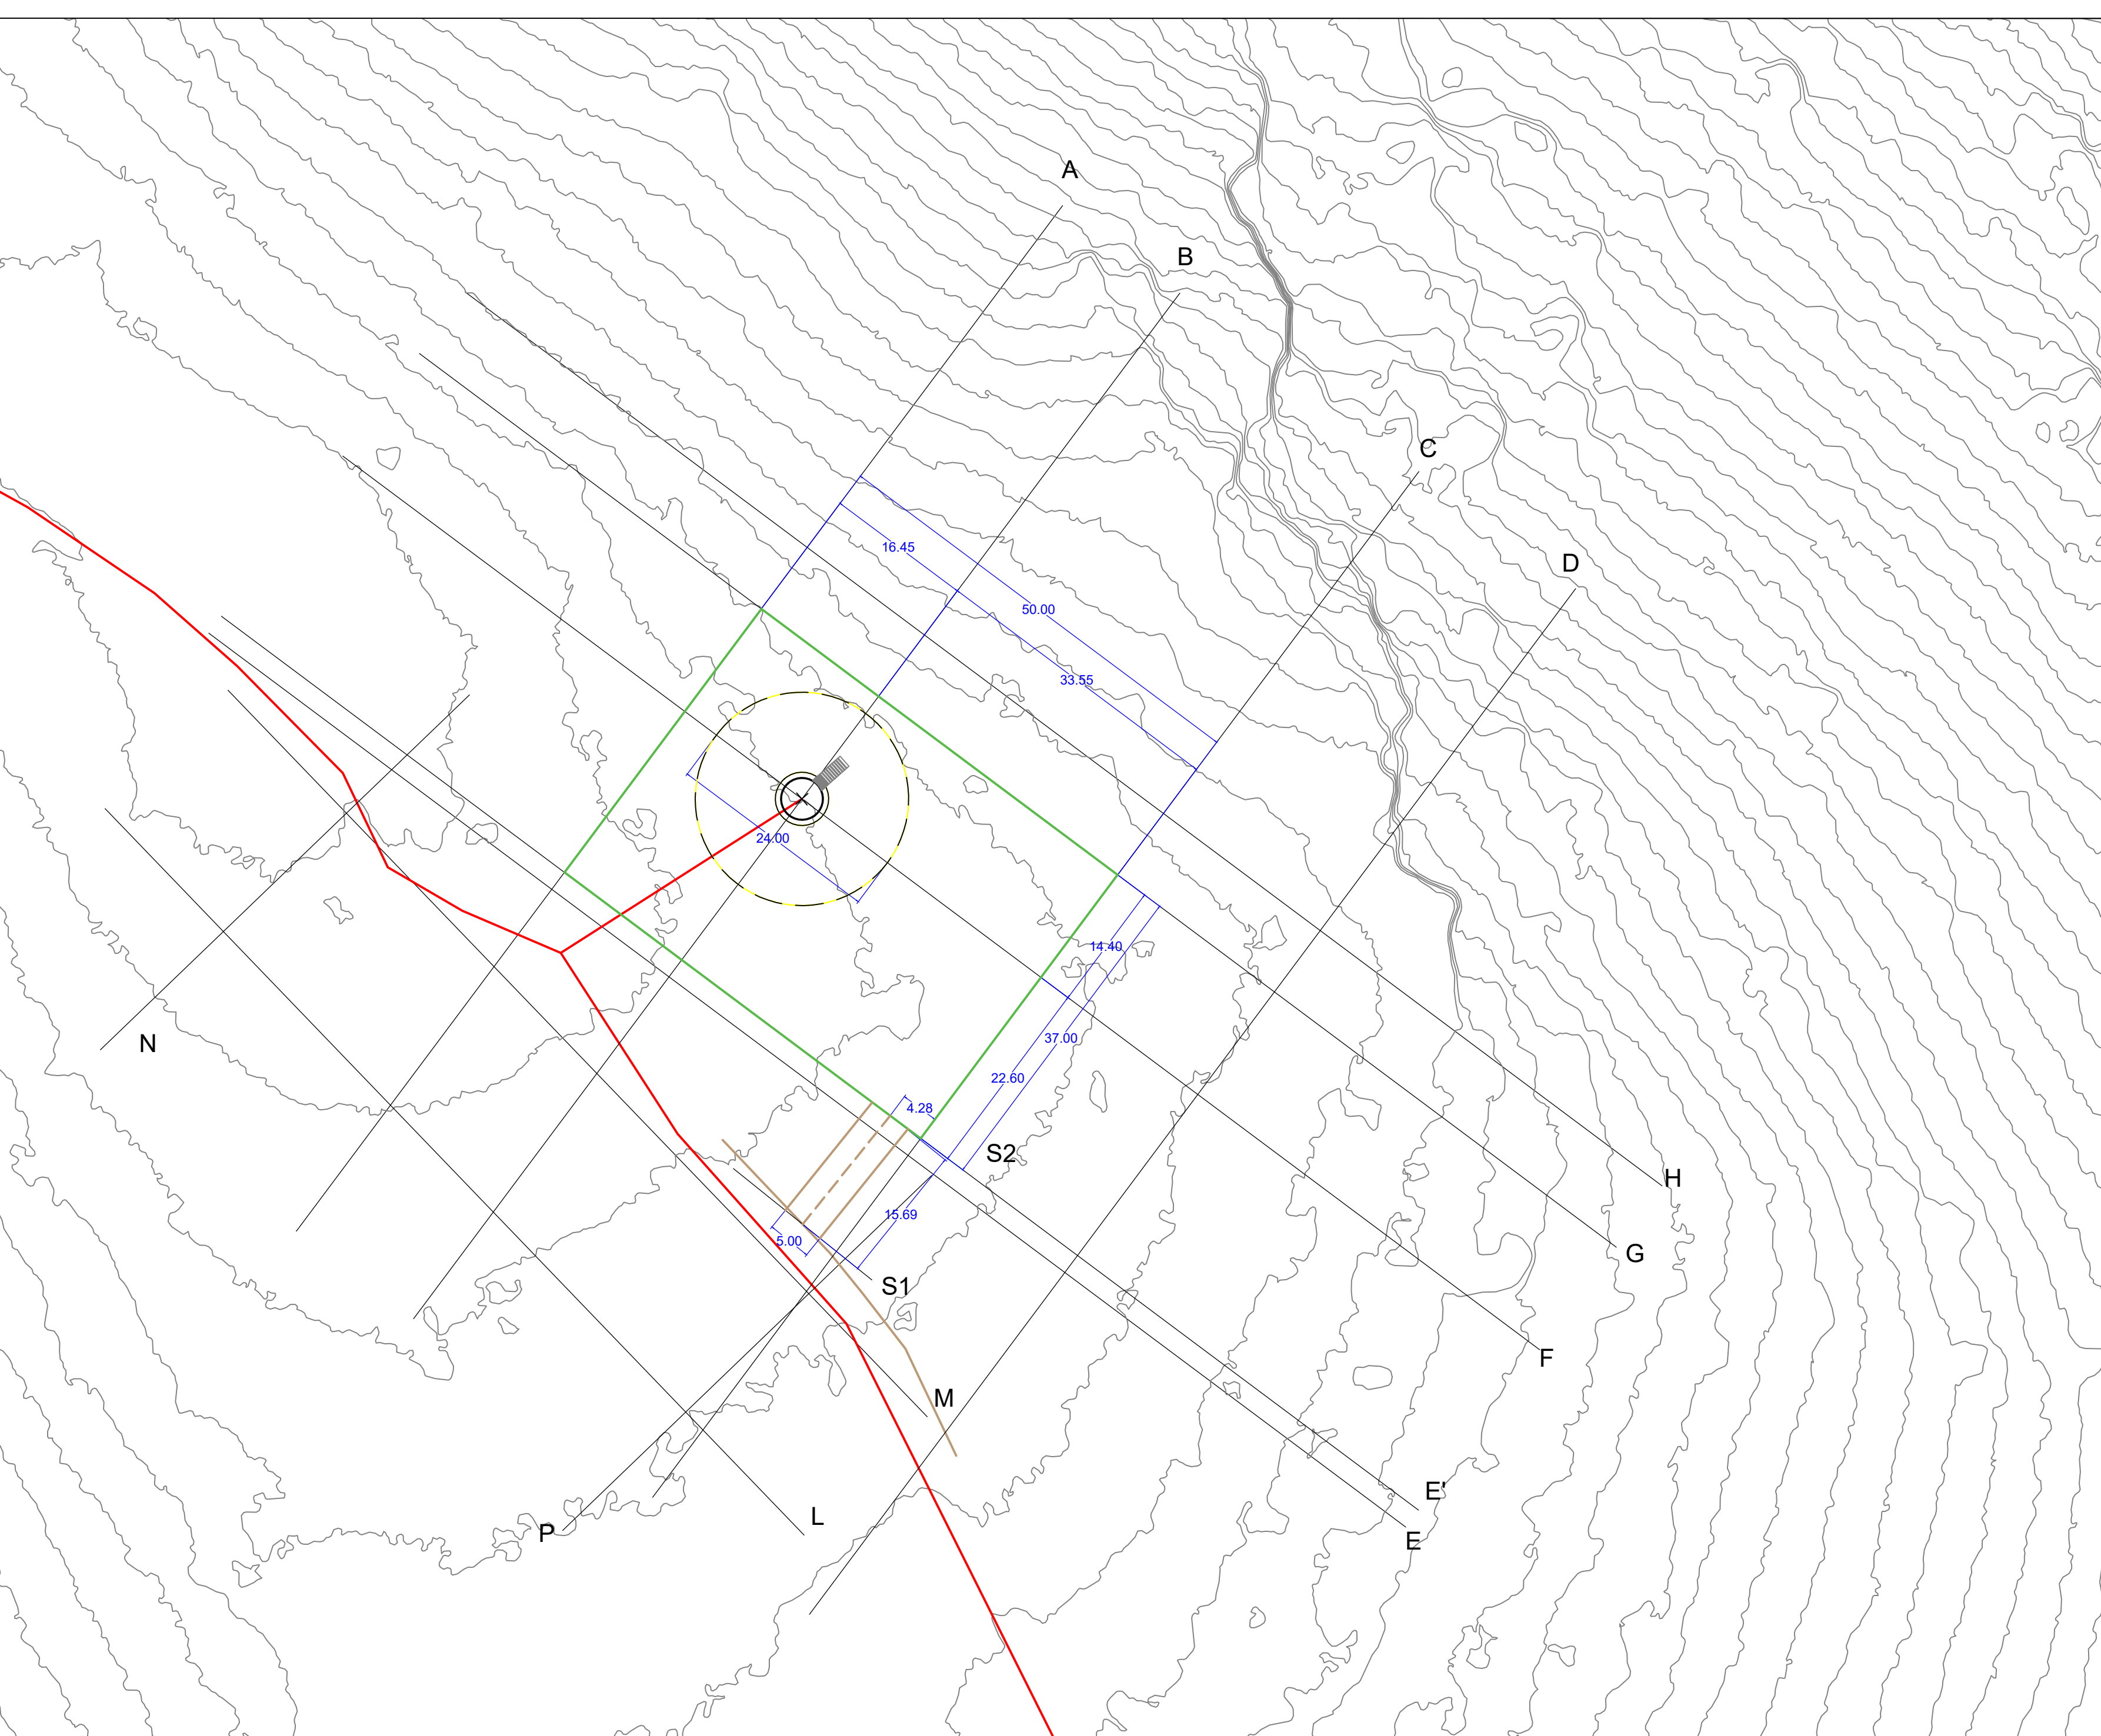 A
B
C
D
16.45
50.00
33.55
24.00
14.40
37.00
22.60
4.28
N
S2
H
15.69
5.00
G
S1
F
M
E'
L
P
E